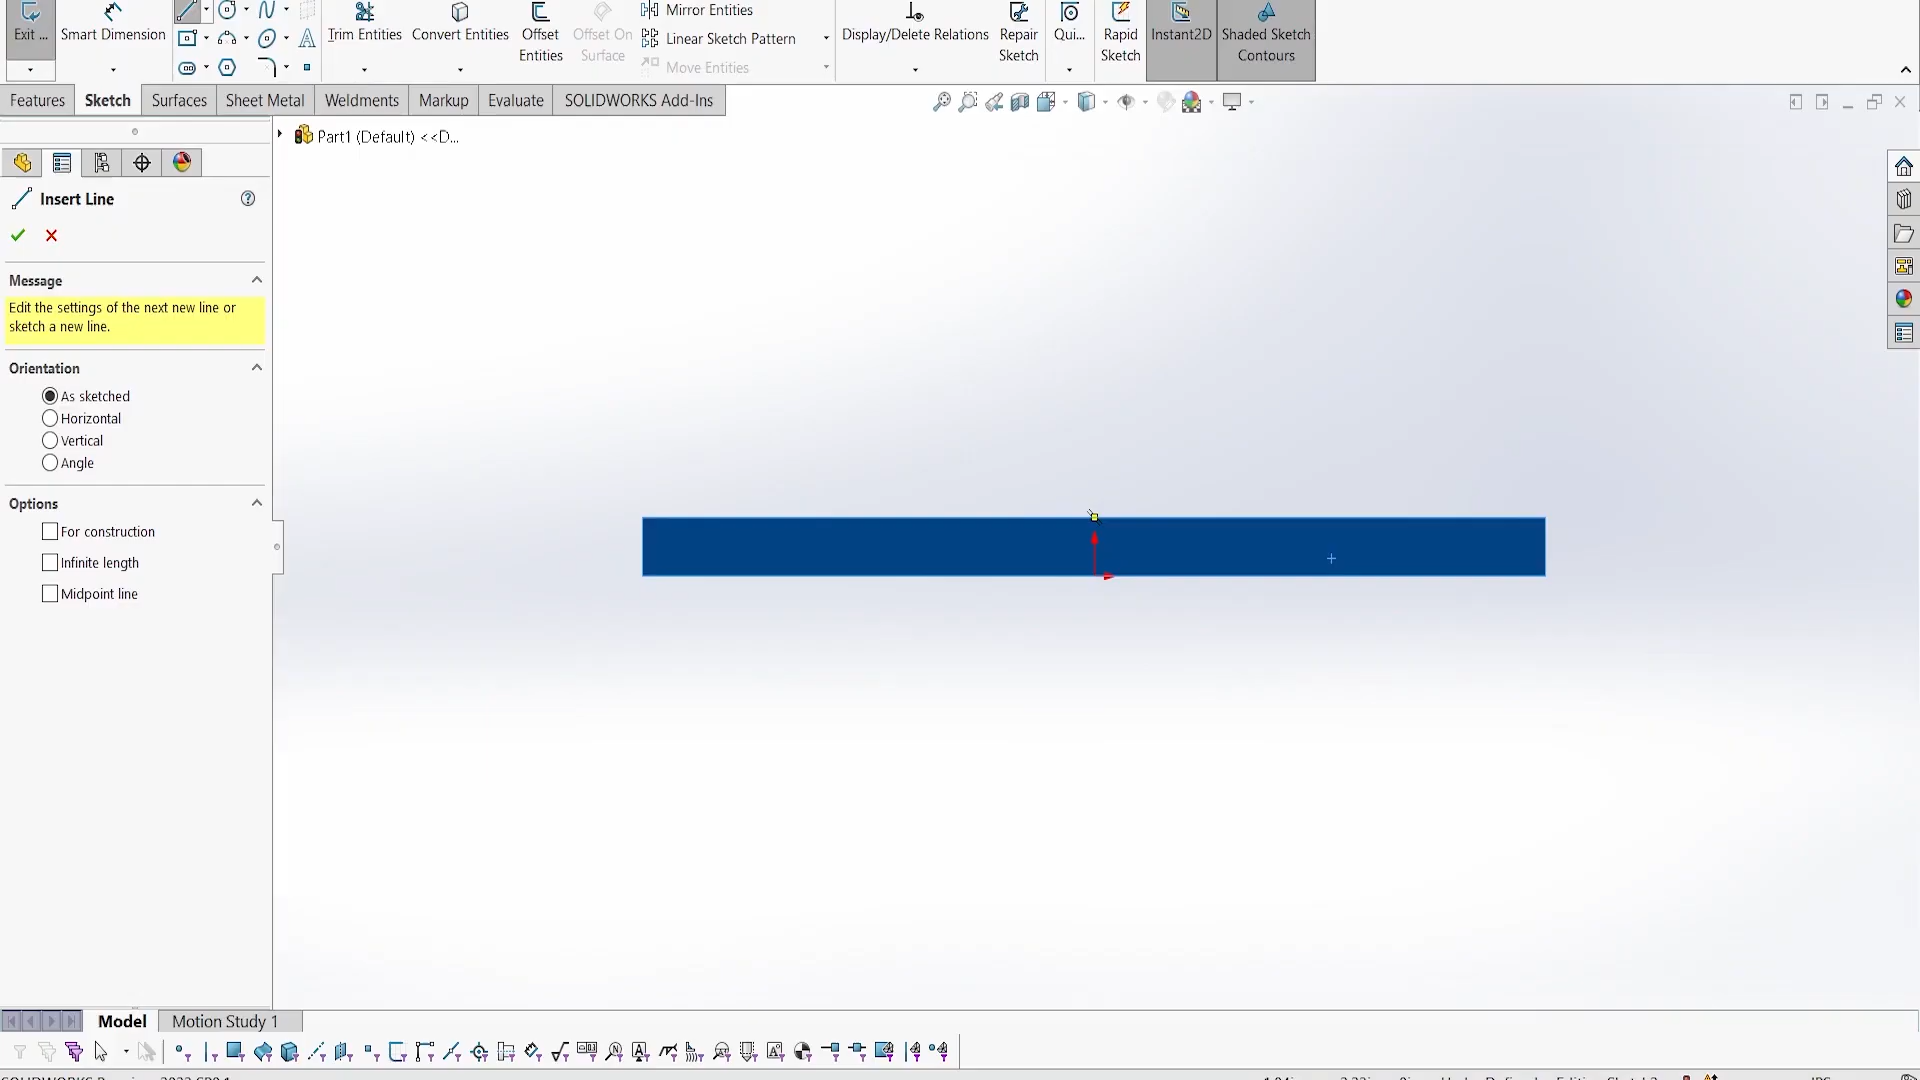 Exit ...
Smart Dimension
Trim Entities
Convert Entities
Offset
Entities
Offset On
Surface
Mirror Entities
Linear Sketch Pattern
Move Entities
Display/Delete Relations
Repair
Sketch
Qui...
Rapid
Sketch
Instant2D
Shaded Sketch
Contours
Features
Sketch
Surfaces
Sheet Metal
Weldments
Markup
Evaluate
SOLIDWORKS Add-Ins
Part1 (Default) <<D...
Insert Line
Message
Edit the settings of the next new line or
sketch a new line.
Orientation
As sketched
Horizontal
Vertical
Angle
Options
For construction
Infinite length
Midpoint line
Model
Motion Study 1